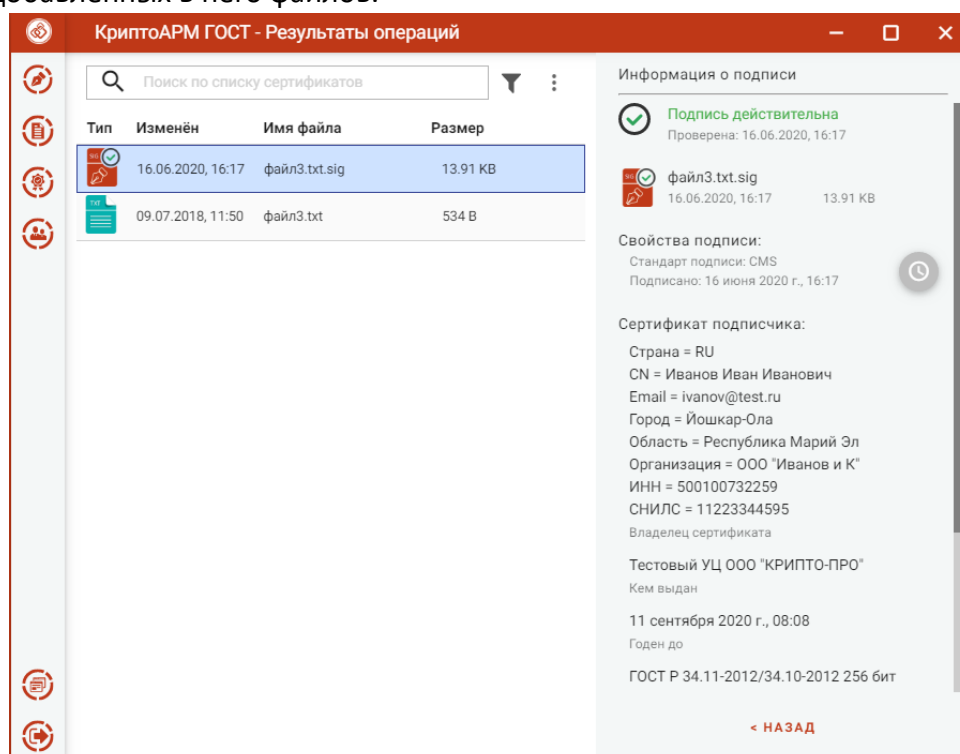 добавленных в него файлов.
КриптоАРМ ГОСТ - Результаты операций
Поиск по списку сертификатов
Тип Изменён Имя файла Размер
SIG 16.06.2020, 16:17 файл3.txt.sig 13.91 KB
TXT 09.07.2018, 11:50 файл3.txt 534 B
Информация о подписи
Подпись действительна
Проверена: 16.06.2020, 16:17
SIG файл3.txt.sig
16.06.2020, 16:17 13.91 KB
Свойства подписи:
Стандарт подписи: CMS
Подписано: 16 июня 2020 г., 16:17
Сертификат подписчика:
Страна = RU
CN = Иванов Иван Иванович
Email = ivanov@test.ru
Город = Йошкар-Ола
Область = Республика Марий Эл
Организация = ООО "Иванов и К"
ИНН = 500100732259
СНИЛС = 11223344595
Владелец сертификата
Тестовый УЦ ООО "КРИПТО-ПРО"
Кем выдан
11 сентября 2020 г., 08:08
Годен до
ГОСТ Р 34.11-2012/34.10-2012 256 бит
< НАЗАД